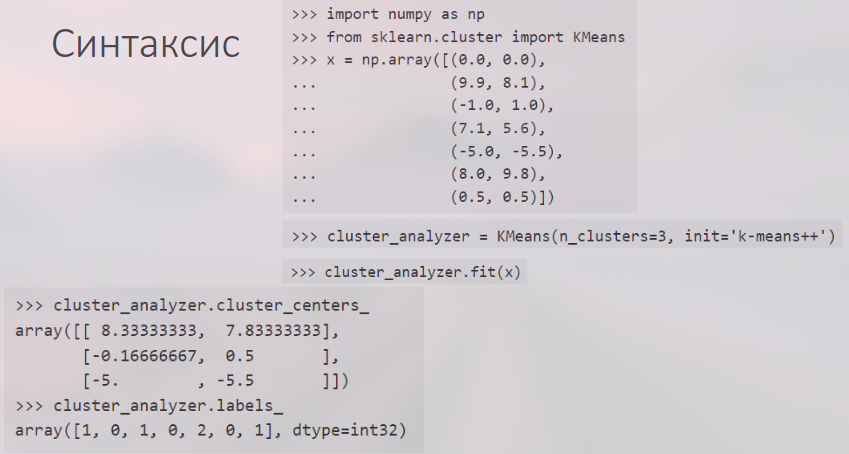 Синтаксис
>>> import numpy as np
>>> from sklearn.cluster import KMeans
>>> x = np.array([(0.0, 0.0),
...               (9.9, 8.1),
...               (-1.0, 1.0),
...               (7.1, 5.6),
...               (-5.0, -5.5),
...               (8.0, 9.8),
...               (0.5, 0.5)])
>>> cluster_analyzer = KMeans(n_clusters=3, init='k-means++')
>>> cluster_analyzer.fit(x)
>>> cluster_analyzer.cluster_centers_
array([[ 8.33333333,  7.83333333],
       [-0.16666667,  0.5       ],
       [-5.        , -5.5       ]])
>>> cluster_analyzer.labels_
array([1, 0, 1, 0, 2, 0, 1], dtype=int32)